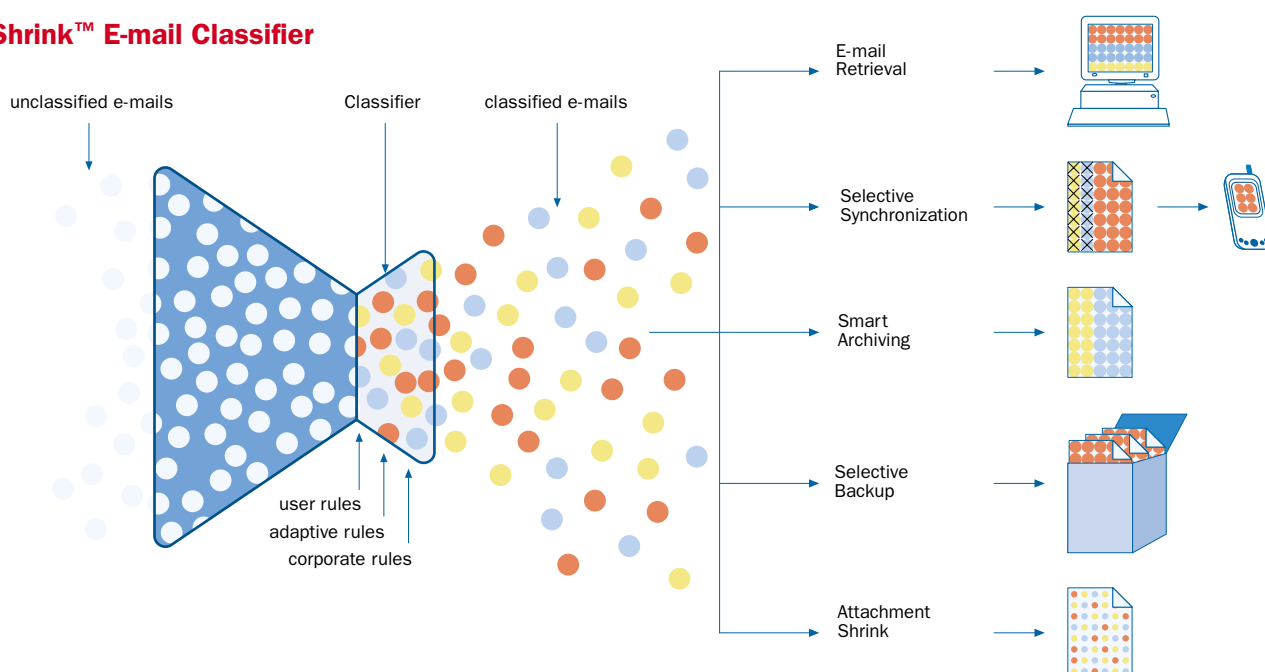 Shrink™ E-mail Classifier
unclassified e-mails
Classifier
classified e-mails
user rules
adaptive rules
corporate rules
E-mail
Retrieval
Selective
Synchronization
Smart
Archiving
Selective
Backup
Attachment
Shrink